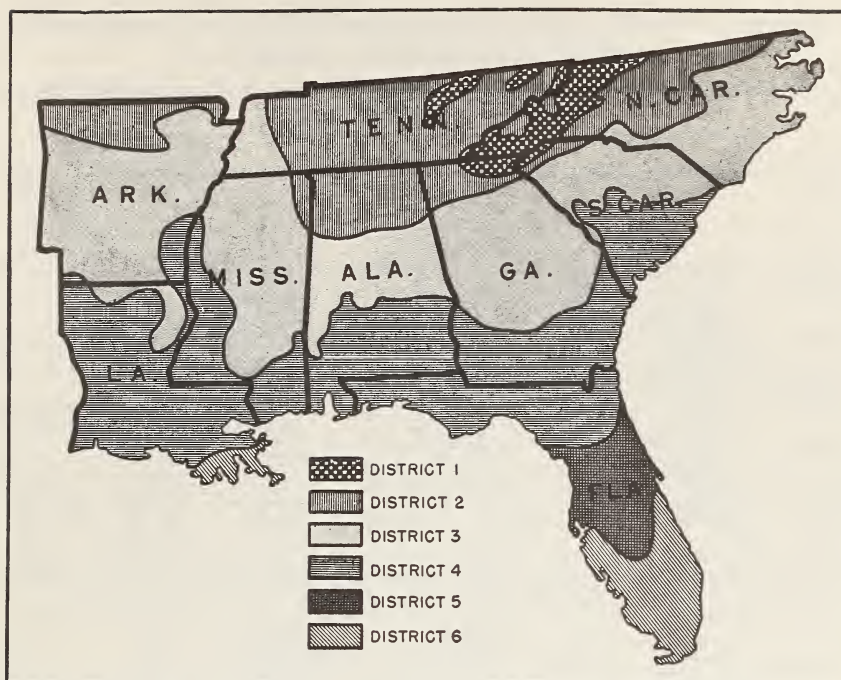 TENN.
N. CAR.
ARK.
S. CAR.
MISS.
ALA.
GA.
LA.
FLA
DISTRICT 1
DISTRICT 2
DISTRICT 3
DISTRICT 4
DISTRICT 5
DISTRICT 6